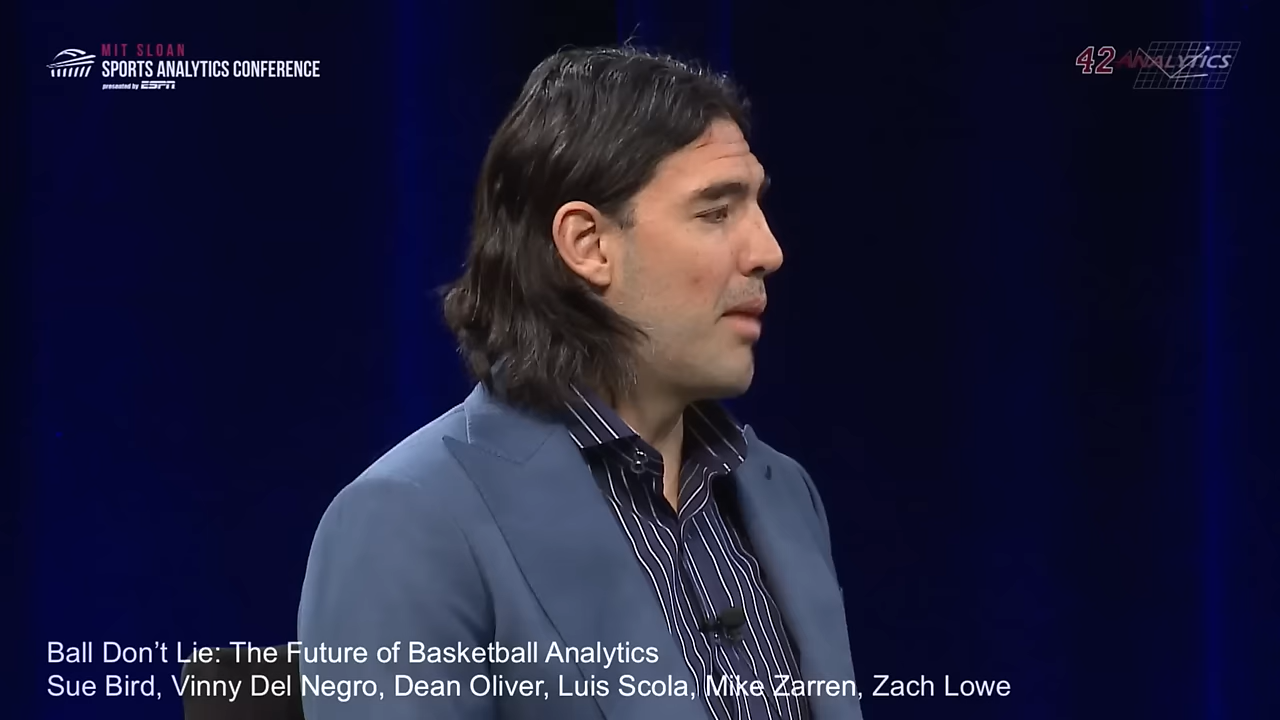 MIT SLOAN
SPORTS ANALYTICS CONFERENCE
presented by ESPN
42 ANALYTICS
Ball Don’t Lie: The Future of Basketball Analytics
Sue Bird, Vinny Del Negro, Dean Oliver, Luis Scola, Mike Zarren, Zach Lowe